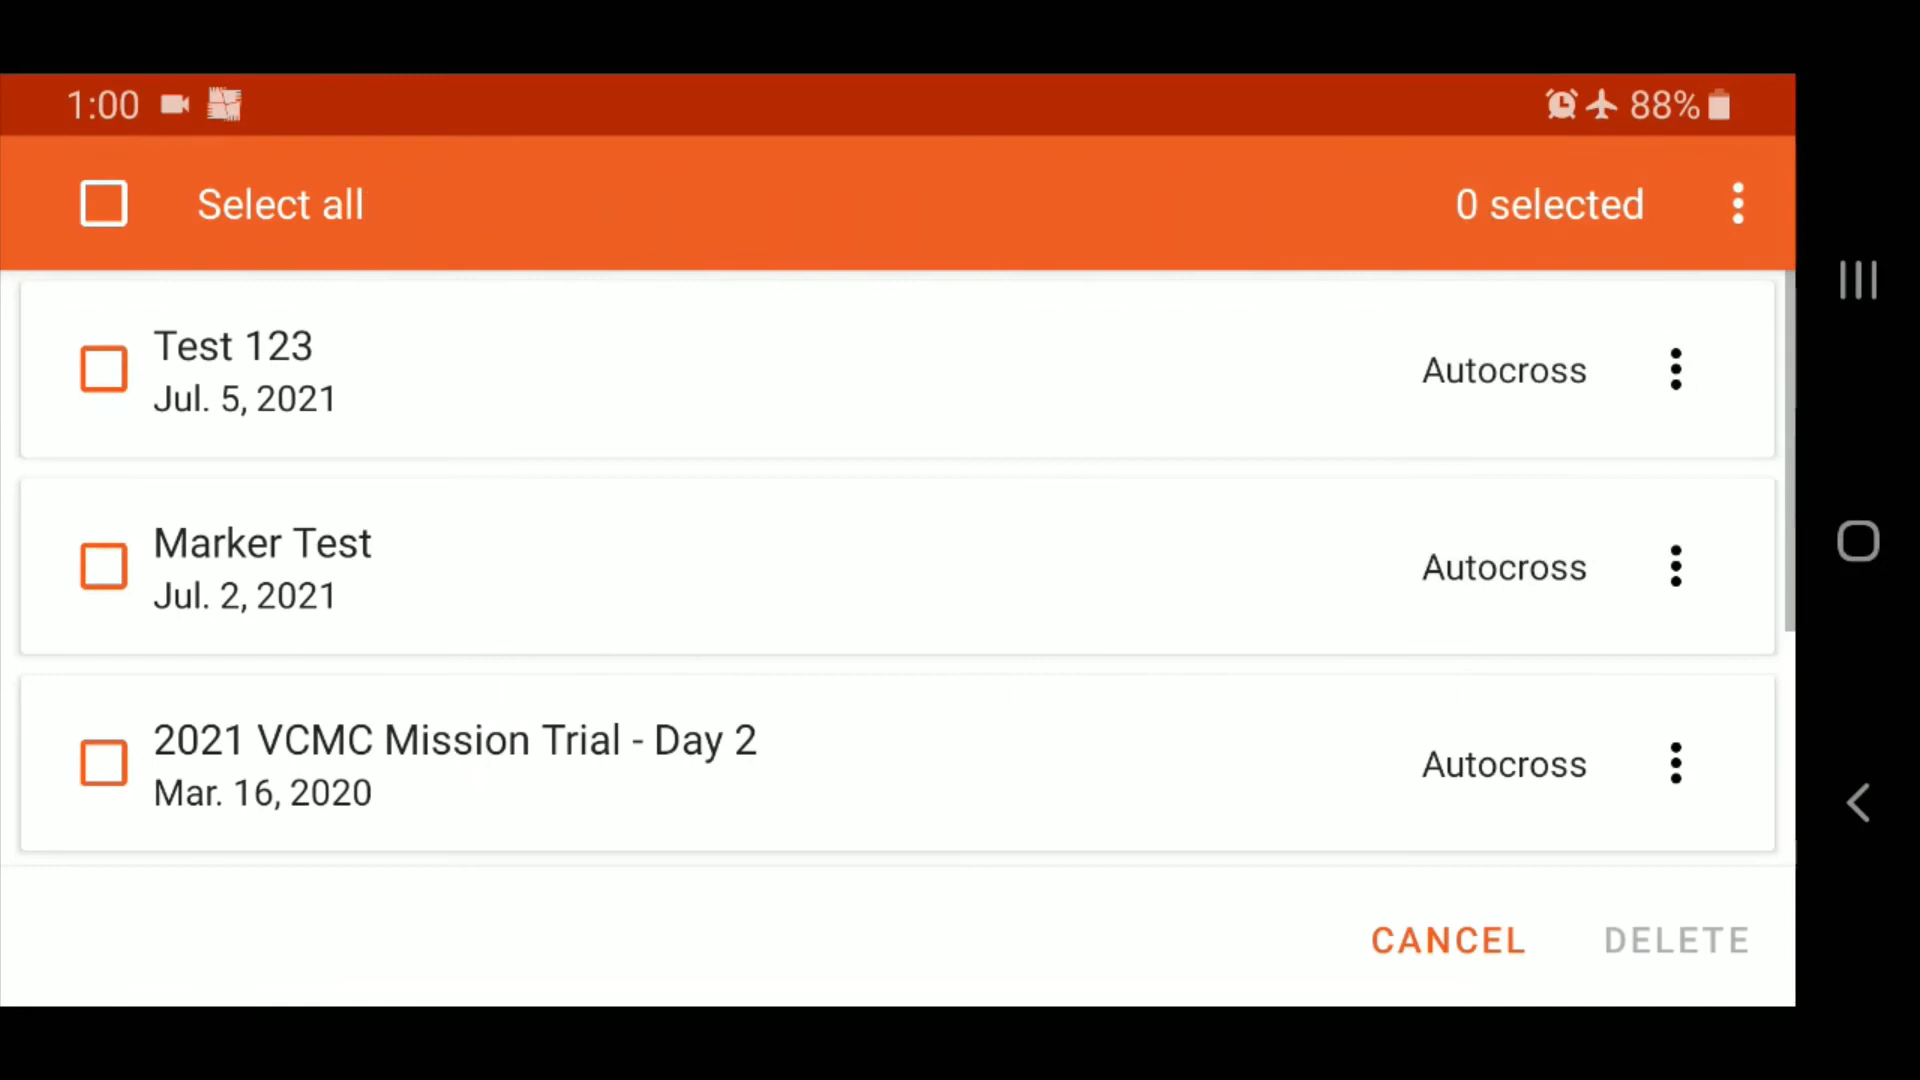 1:00
88%
Select all
0 selected
Test 123
Jul. 5, 2021
Autocross
Marker Test
Jul. 2, 2021
Autocross
2021 VCMC Mission Trial - Day 2
Mar. 16, 2020
Autocross
CANCEL
DELETE